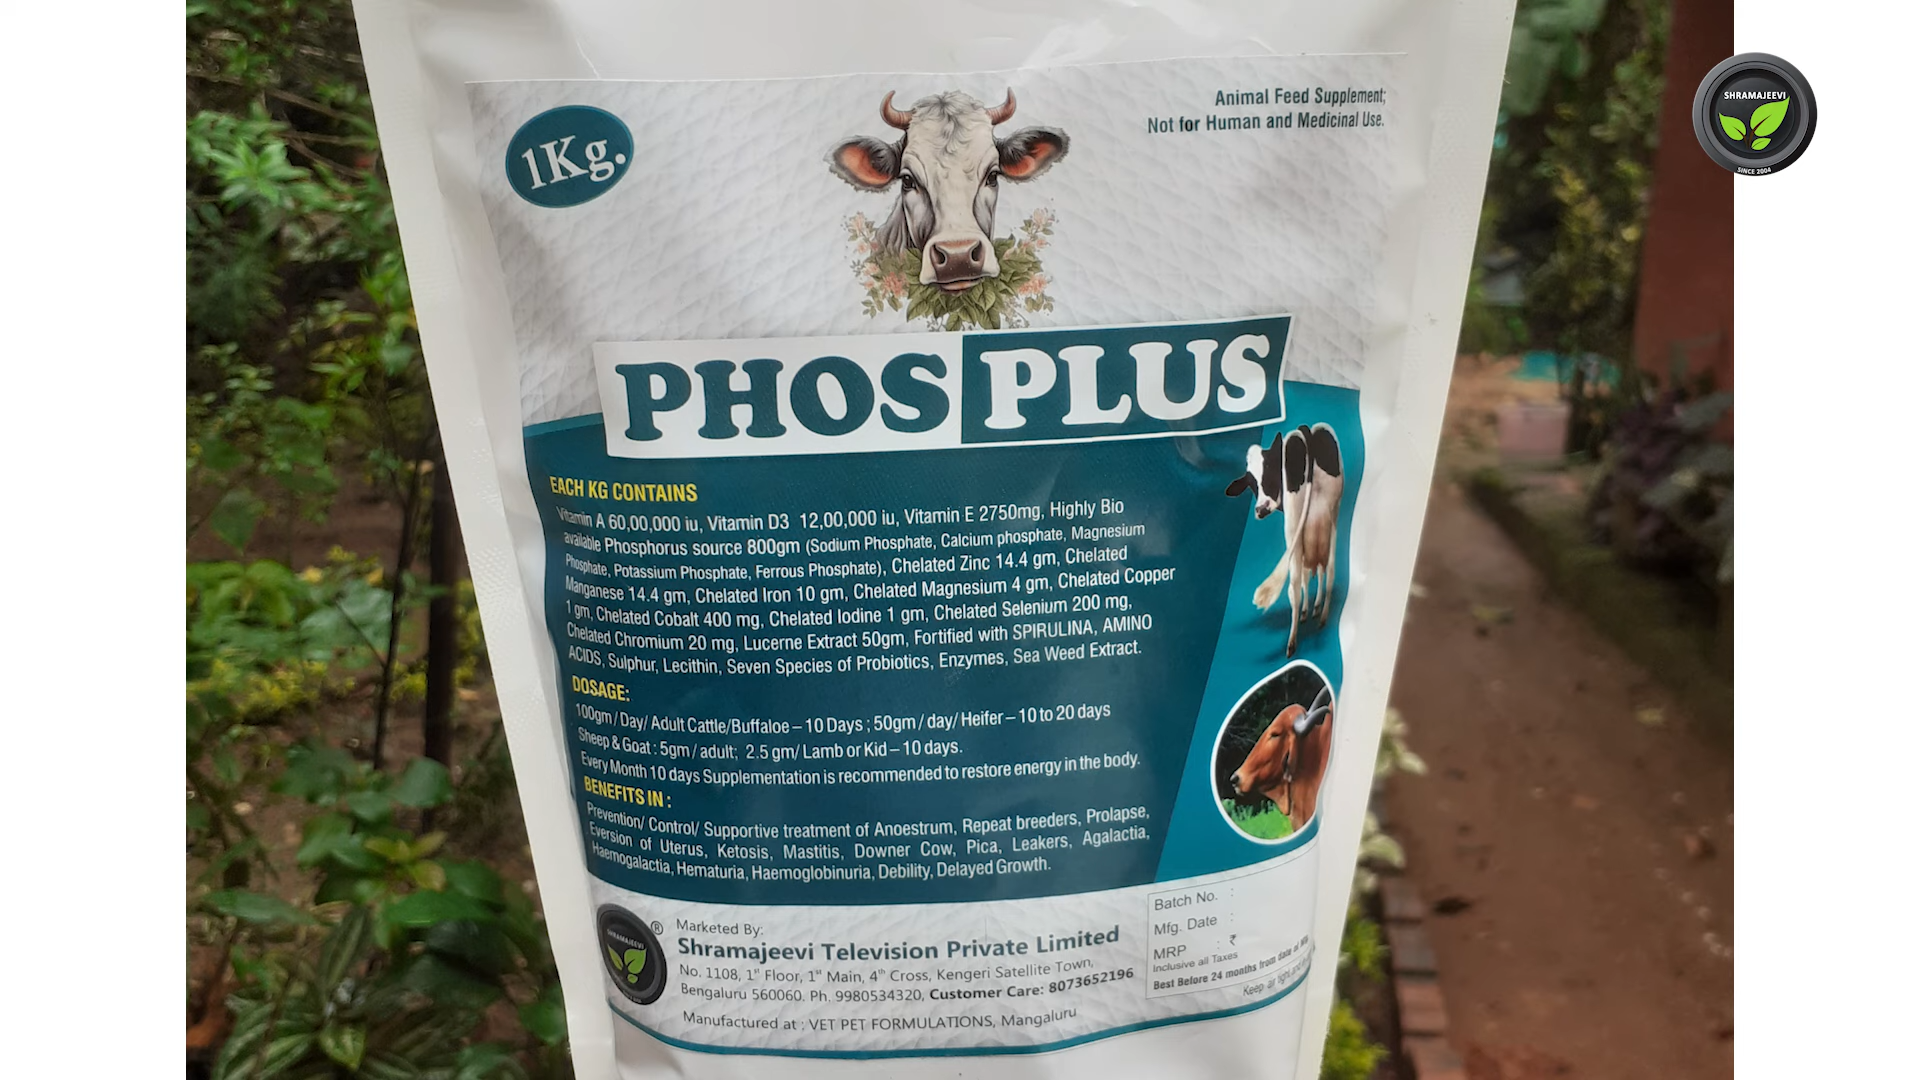 1Kg.
Animal Feed Supplement;
Not for Human and Medicinal Use.
SHRAMAJEEVI
SINCE 2004
PHOS PLUS
EACH KG CONTAINS
Vitamin A 60,00,000 iu, Vitamin D3 12,00,000 iu, Vitamin E 2750mg, Highly Bio
available Phosphorus source 800gm (Sodium Phosphate, Calcium phosphate, Magnesium
Phosphate, Potassium Phosphate, Ferrous Phosphate), Chelated Zinc 14.4 gm, Chelated
Manganese 14.4 gm, Chelated Iron 10 gm, Chelated Magnesium 4 gm, Chelated Copper
1 gm, Chelated Cobalt 400 mg, Chelated Iodine 1 gm, Chelated Selenium 200 mg,
Chelated Chromium 20 mg, Lucerne Extract 50gm, Fortified with SPIRULINA, AMINO
ACIDS, Sulphur, Lecithin, Seven Species of Probiotics, Enzymes, Sea Weed Extract.
DOSAGE:
100gm / Day/ Adult Cattle/Buffaloe – 10 Days ; 50gm / day/ Heifer – 10 to 20 days
Sheep & Goat : 5gm / adult; 2.5 gm/ Lamb or Kid – 10 days.
Every Month 10 days Supplementation is recommended to restore energy in the body.
BENEFITS IN :
Prevention/ Control/ Supportive treatment of Anoestrum, Repeat breeders, Prolapse,
Eversion of Uterus, Ketosis, Mastitis, Downer Cow, Pica, Leakers, Agalactia,
Haemogalactia, Hematuria, Haemoglobinuria, Debility, Delayed Growth.
SHRAMAJEEVI
®
Marketed By:
Shramajeevi Television Private Limited
No. 1108, 1st Floor, 1st Main, 4th Cross, Kengeri Satellite Town,
Bengaluru 560060. Ph. 9980534320, Customer Care: 8073652196
Manufactured at : VET PET FORMULATIONS, Mangaluru
Batch No. :
Mfg. Date :
MRP : ₹
Inclusive all Taxes
Best Before 24 months from date of
Keep air tight